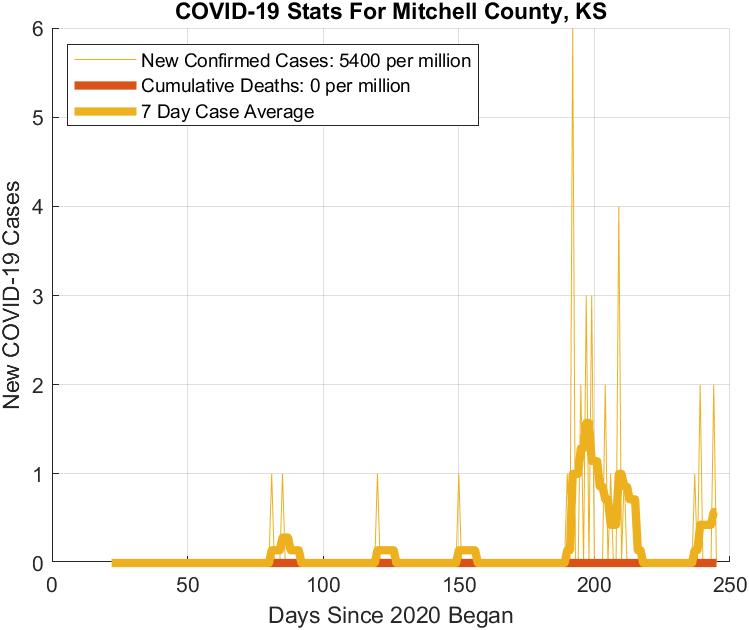 COVID-19 Stats For Mitchell County, KS
New Confirmed Cases: 5400 per million
Cumulative Deaths: 0 per million
7 Day Case Average
New COVID-19 Cases
6
5
4
3
2
1
0
0 50 100 150 200 250
Days Since 2020 Began